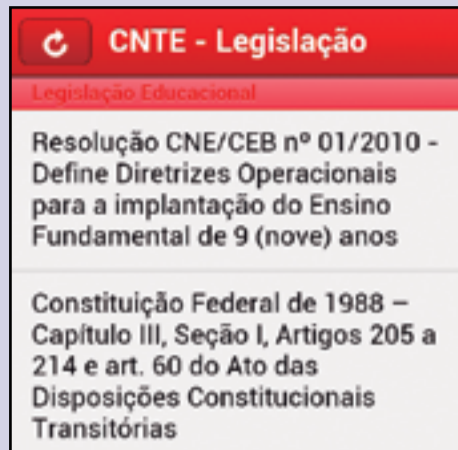 CNTE - Legislação
Legislação Educacional
Resolução CNE/CEB nº 01/2010 -
Define Diretrizes Operacionais
para a implantação do Ensino
Fundamental de 9 (nove) anos
Constituição Federal de 1988 –
Capítulo III, Seção I, Artigos 205 a
214 e art. 60 do Ato das
Disposições Constitucionais
Transitórias